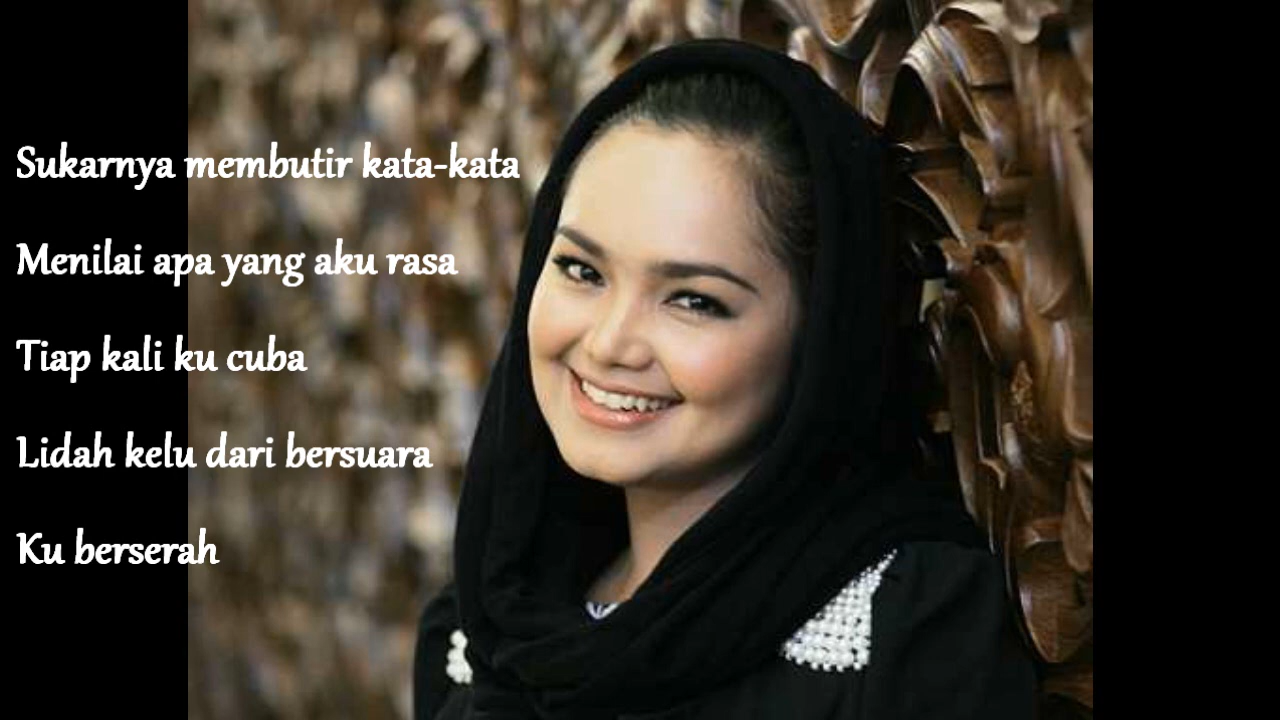 Sukarnya membutir kata-kata
Menilai apa yang aku rasa
Tiap kali ku cuba
Lidah kelu dari bersuara
Ku berserah